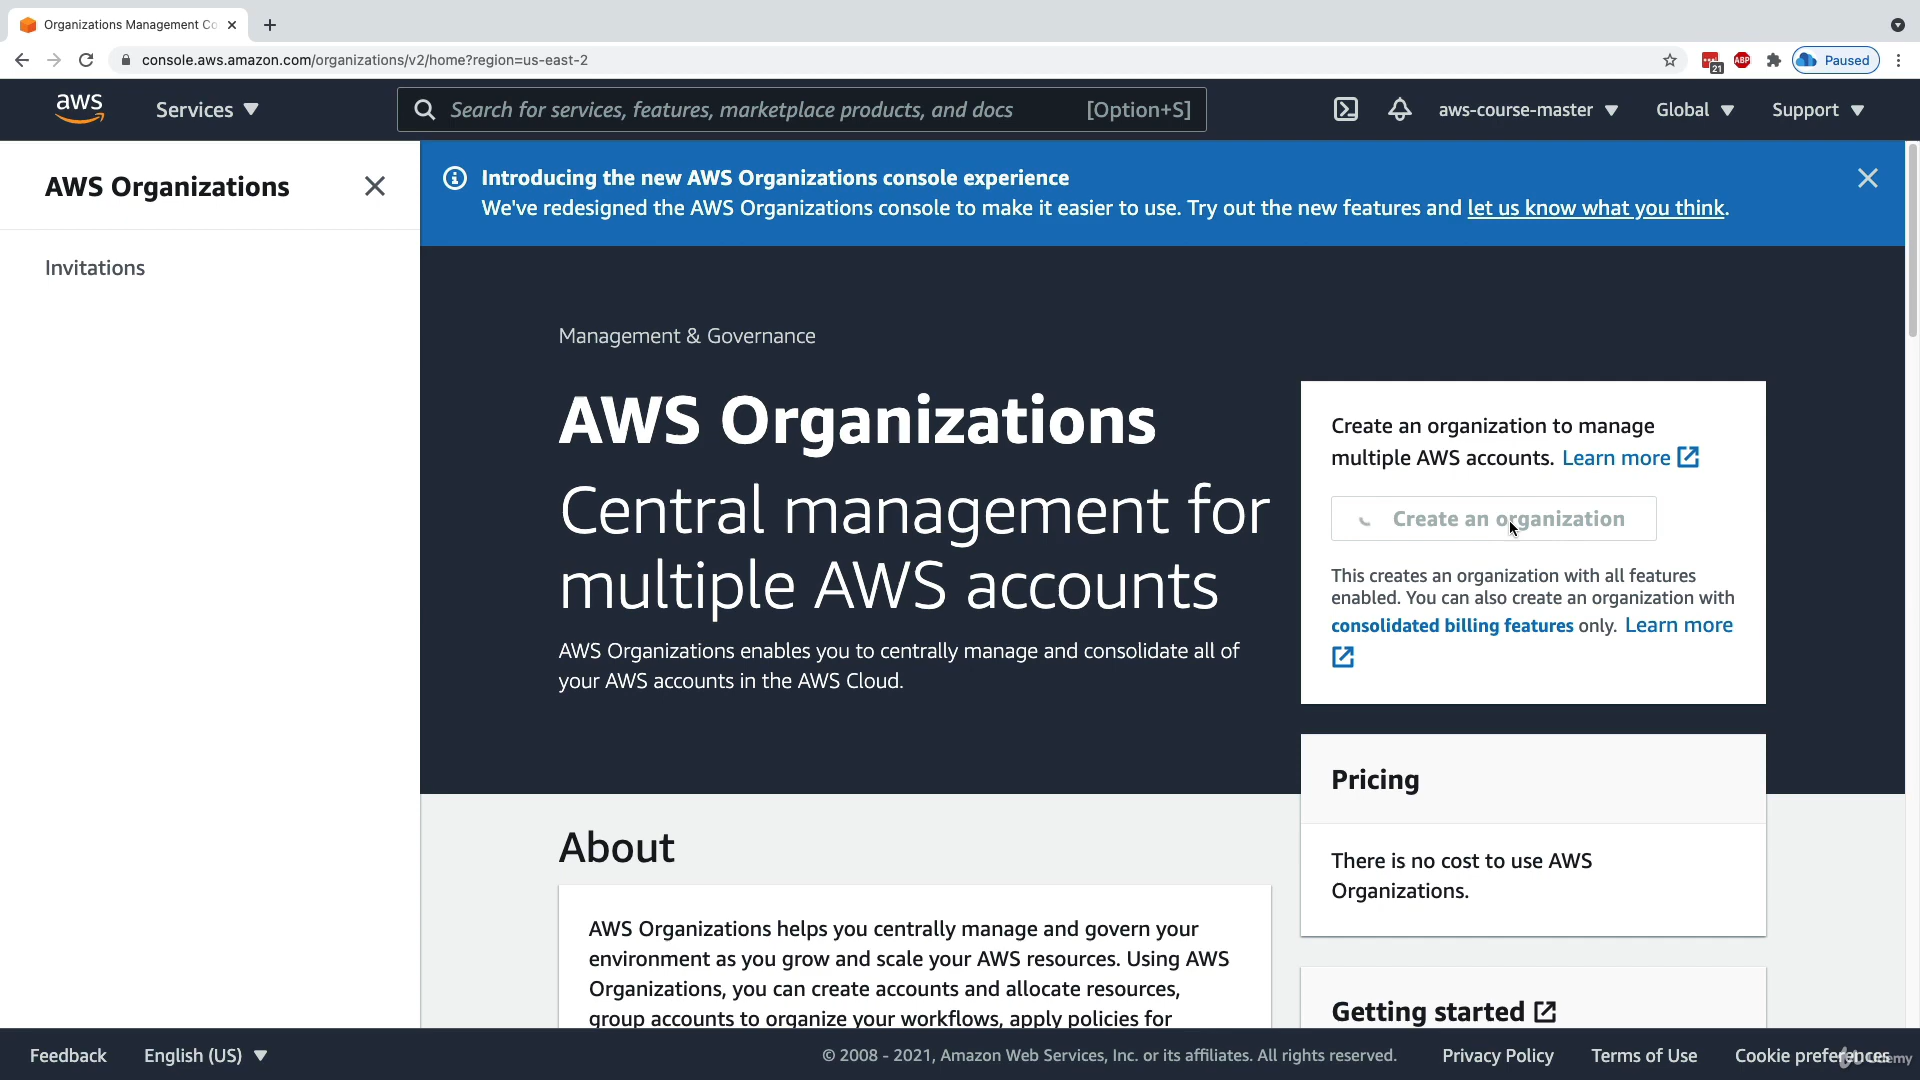 Organizations Management Co
console.aws.amazon.com/organizations/v2/home?region=us-east-2
21
ABP
Paused
aws
Services
Search for services, features, marketplace products, and docs
[Option+S]
aws-course-master
Global
Support
AWS Organizations
Invitations
Introducing the new AWS Organizations console experience
We've redesigned the AWS Organizations console to make it easier to use. Try out the new features and let us know what you think.
Management & Governance
AWS Organizations
Central management for
multiple AWS accounts
AWS Organizations enables you to centrally manage and consolidate all of
your AWS accounts in the AWS Cloud.
Create an organization to manage
multiple AWS accounts. Learn more
Create an organization
This creates an organization with all features
enabled. You can also create an organization with
consolidated billing features only. Learn more
Pricing
There is no cost to use AWS
Organizations.
Getting started
About
AWS Organizations helps you centrally manage and govern your
environment as you grow and scale your AWS resources. Using AWS
Organizations, you can create accounts and allocate resources,
group accounts to organize your workflows, apply policies for
Feedback
English (US)
© 2008 - 2021, Amazon Web Services, Inc. or its affiliates. All rights reserved.
Privacy Policy
Terms of Use
Cookie preferences
Udemy